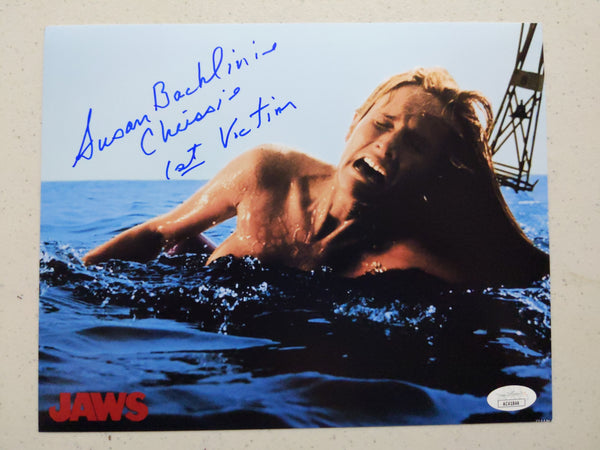 Susan Backlinie
Chrissie
1st Victim
JAWS